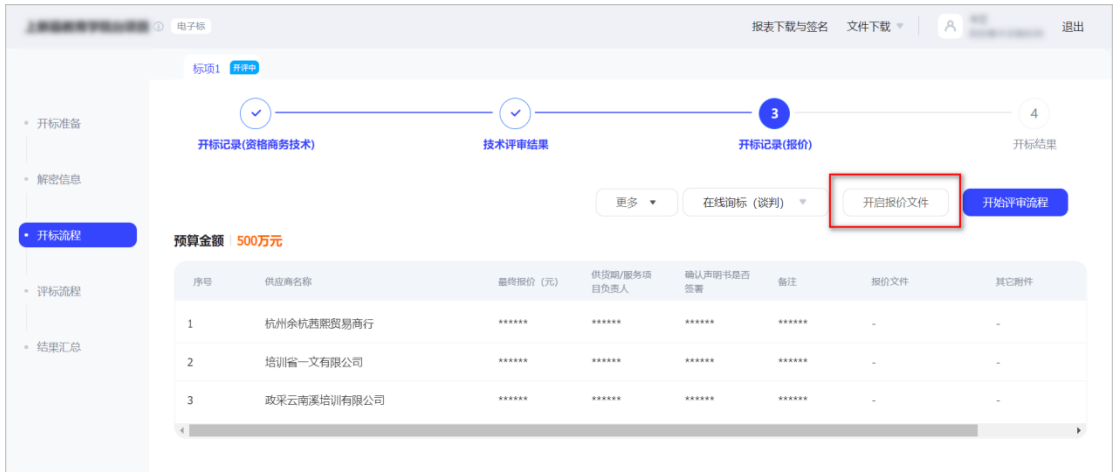 电子标 报表下载与签名 文件下载 退出
标项1 开评中
开标准备
解密信息
开标流程
评标流程
结果汇总
3 4
开标记录(资格商务技术) 技术评审结果 开标记录(报价) 开标结果
更多 在线询标（谈判） 开启报价文件 开始评审流程
预算金额 500万元
序号 供应商名称 最终报价（元） 供货期/服务项目负责人 确认声明书是否签署 备注 报价文件 其它附件
1 杭州余杭茜熙贸易商行 ****** ****** ****** ****** - -
2 培训省一文有限公司 ****** ****** ****** ****** - -
3 政采云南溪培训有限公司 ****** ****** ****** ****** - -